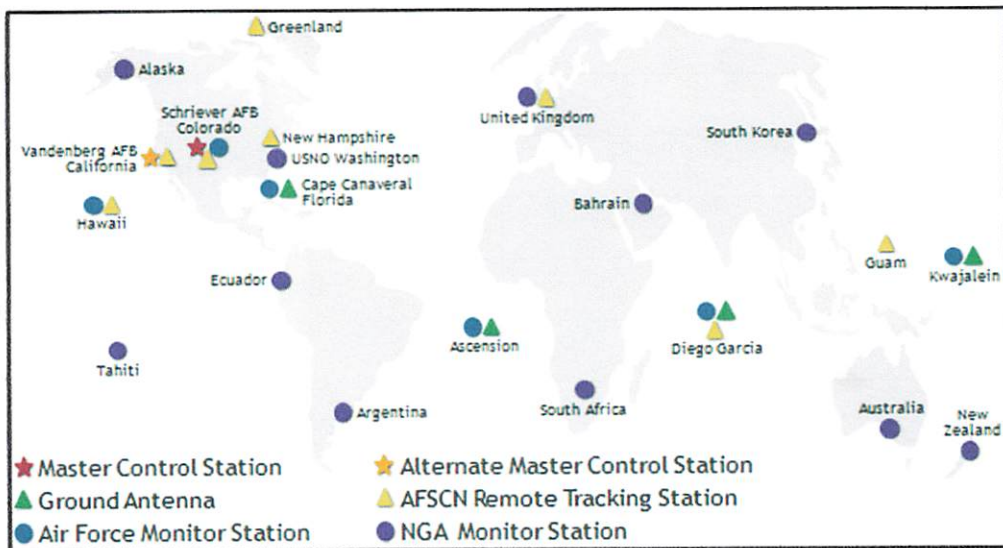 Greenland
Alaska
Schriever AFB
Colorado
United Kingdom
South Korea
New Hampshire
Vandenberg AFB
California
USNO Washington
Cape Canaveral
Florida
Hawaii
Bahrain
Guam
Kwajalein
Ecuador
Ascension
Diego Garcia
Tahiti
Argentina
South Africa
Australia
New
Zealand
Master Control Station
Alternate Master Control Station
Ground Antenna
AFSCN Remote Tracking Station
Air Force Monitor Station
NGA Monitor Station